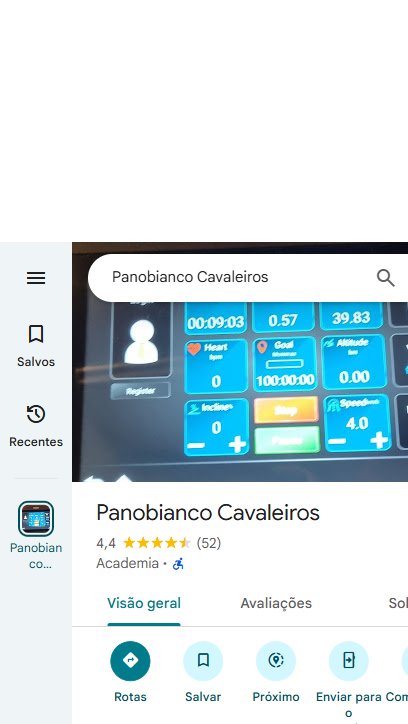 Panobianco Cavaleiros
00:09:03
0.57
39.83
Heart
Goal
Altitude
0
100:00:00
0.00
Register
Incline
Speed
0
Stop
4.0
Pause
Salvos
Recentes
Panobian
co...
Panobianco Cavaleiros
4,4 (52)
Academia •
Visão geral
Avaliações
Sol
Rotas
Salvar
Próximo
Enviar para
o
Com